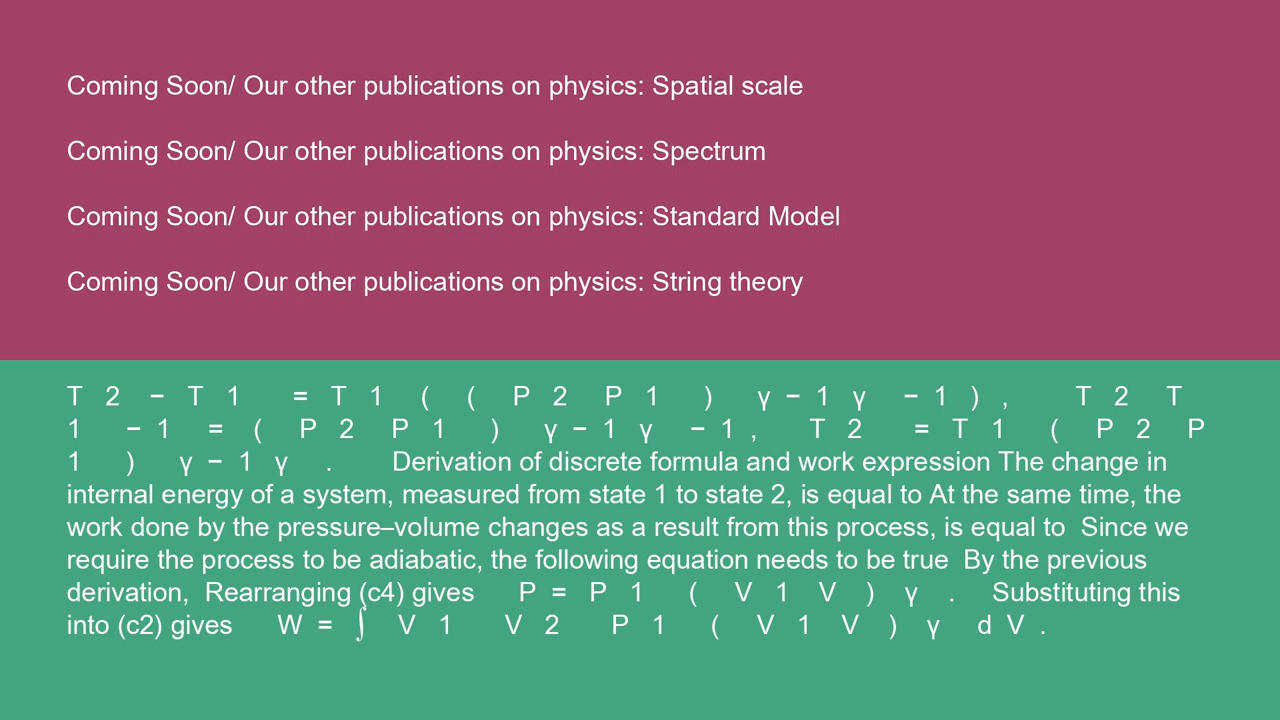 Coming Soon/ Our other publications on physics: Spatial scale
Coming Soon/ Our other publications on physics: Spectrum
Coming Soon/ Our other publications on physics: Standard Model
Coming Soon/ Our other publications on physics: String theory
T 2 − T 1 = T 1 ( ( P 2 P 1 ) γ − 1 γ − 1 ) , T 2 T
1 − 1 = ( P 2 P 1 ) γ − 1 γ − 1 , T 2 = T 1 ( P 2 P
1 ) γ − 1 γ . Derivation of discrete formula and work expression The change in
internal energy of a system, measured from state 1 to state 2, is equal to At the same time, the
work done by the pressure–volume changes as a result from this process, is equal to Since we
require the process to be adiabatic, the following equation needs to be true By the previous
derivation, Rearranging (c4) gives P = P 1 ( V 1 V ) γ . Substituting this
into (c2) gives W = ∫ V 1 V 2 P 1 ( V 1 V ) γ d V .